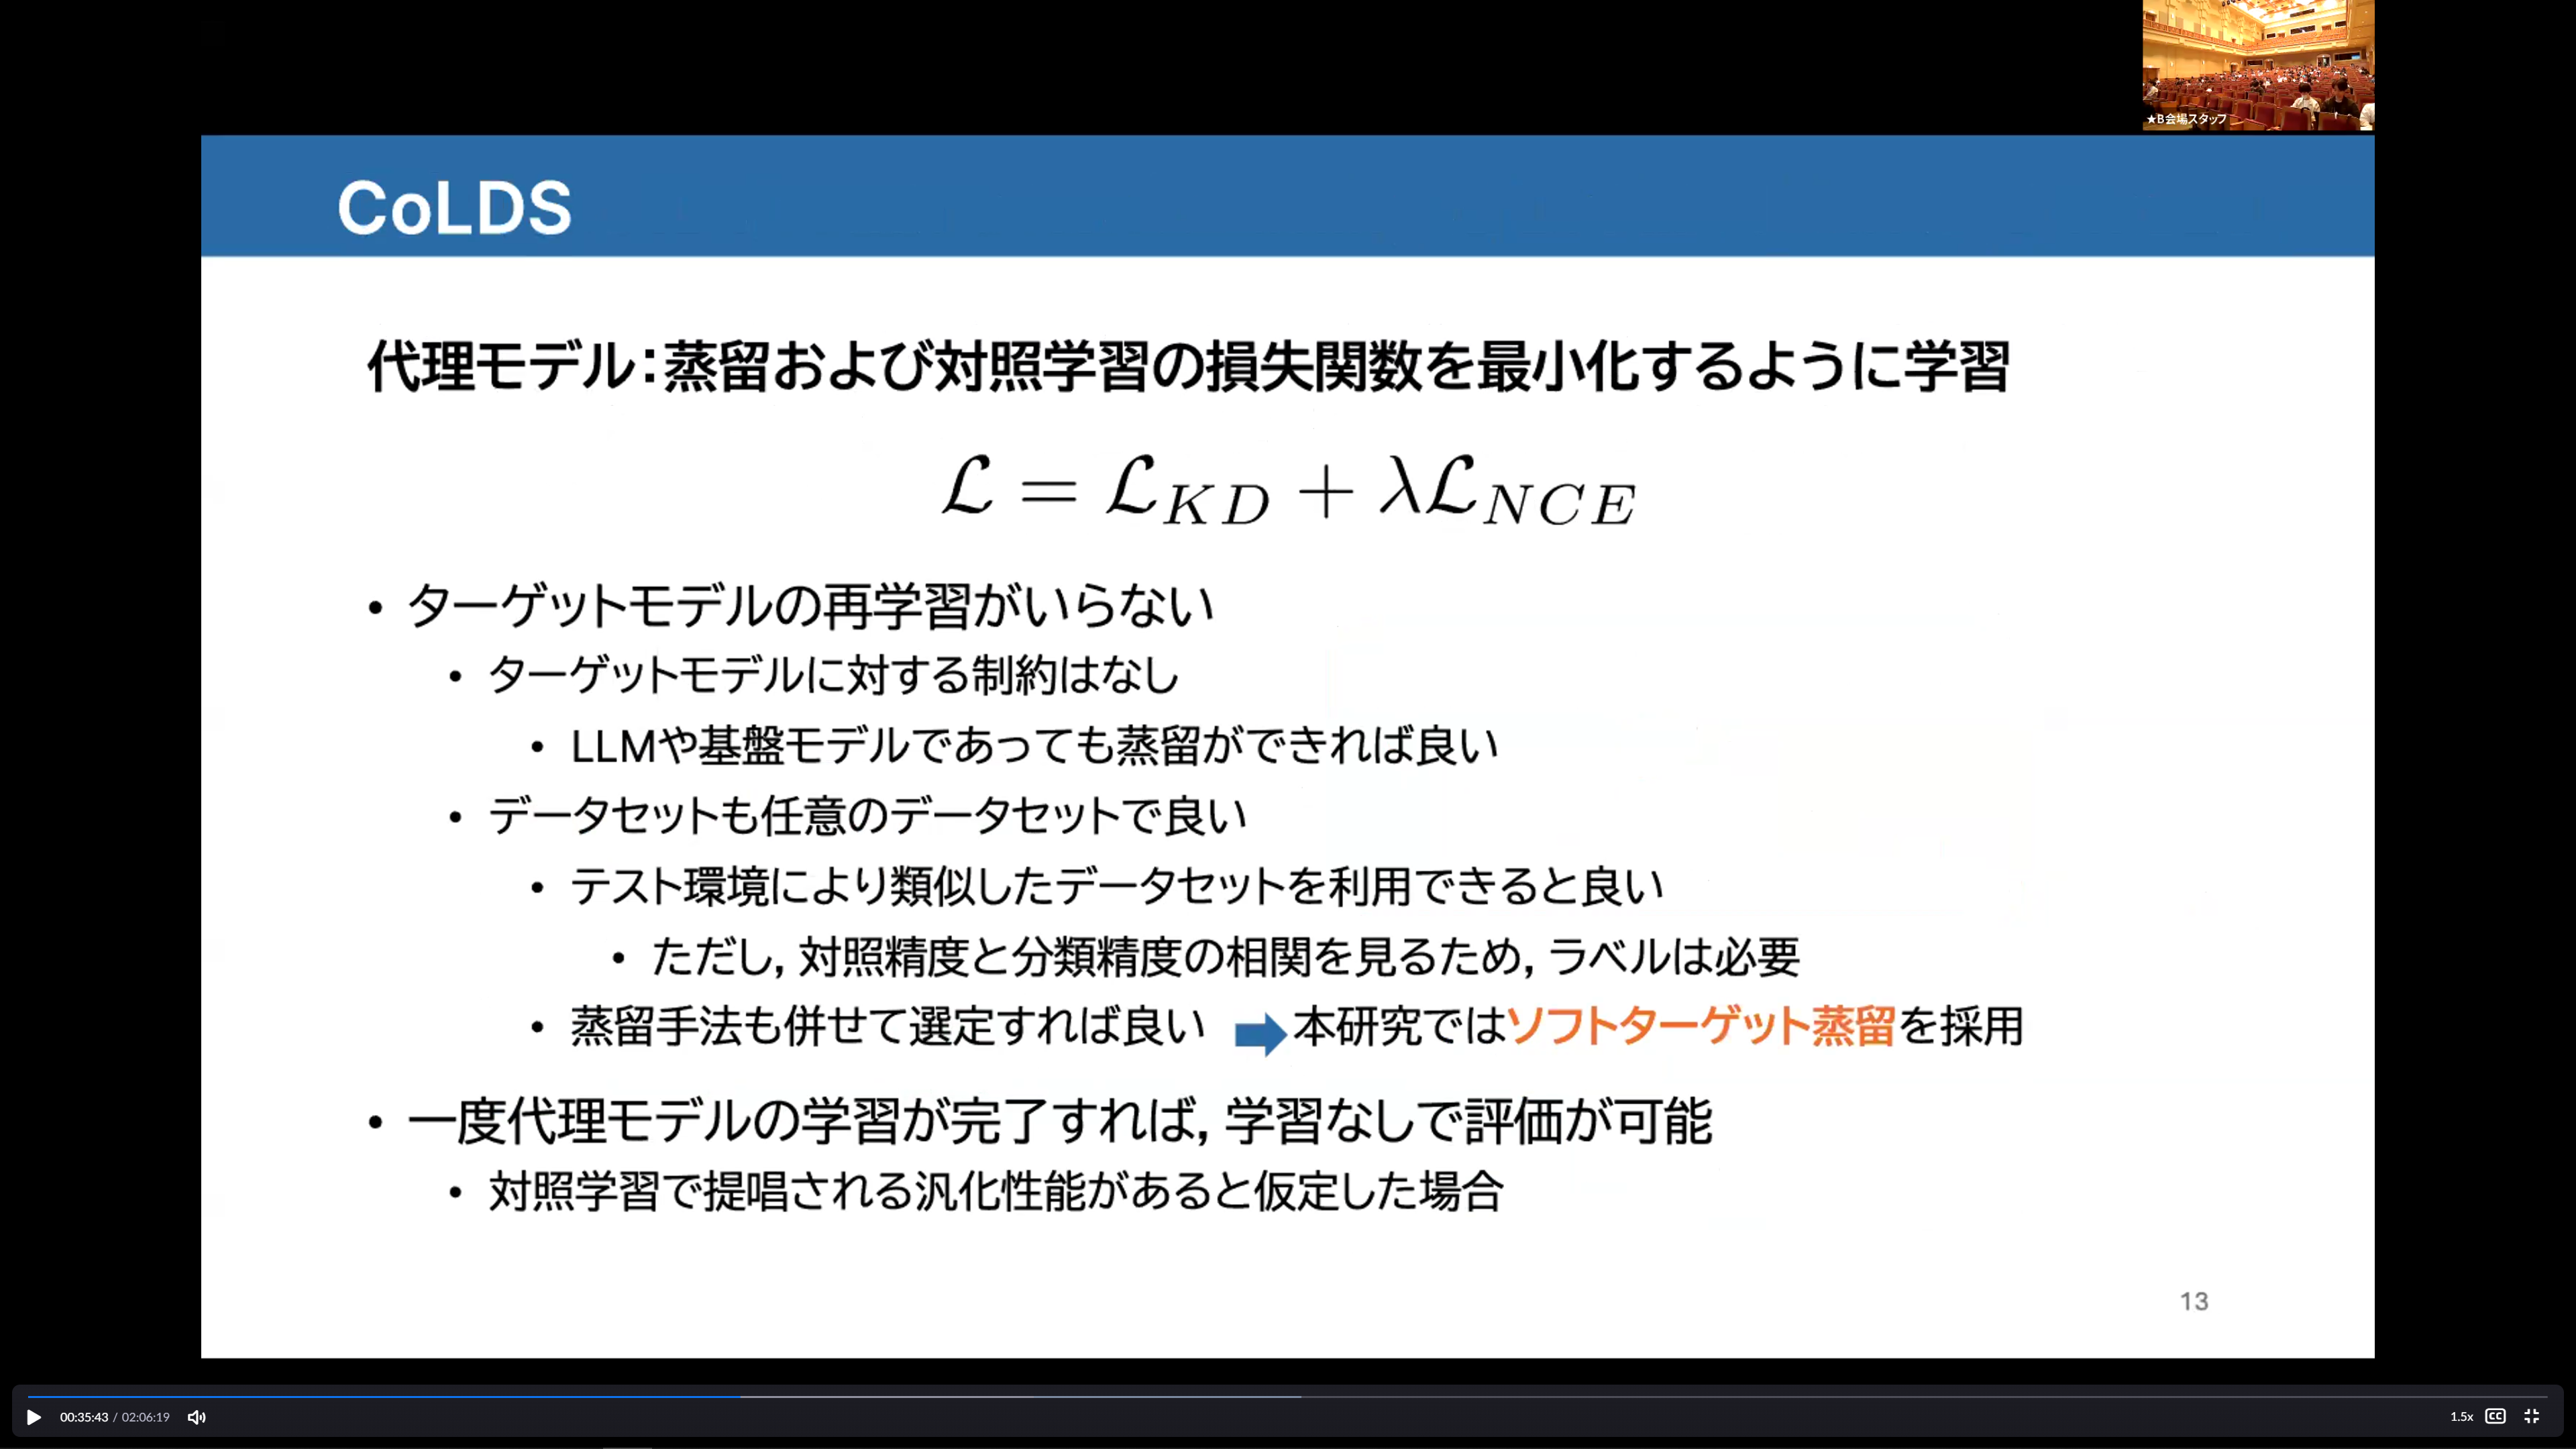 ★B会場スタッフ
CoLDS
代理モデル：蒸留および対照学習の損失関数を最小化するように学習
ℒ = ℒ_{KD} + λℒ_{NCE}
• ターゲットモデルの再学習がいらない
• ターゲットモデルに対する制約はなし
• LLMや基盤モデルであっても蒸留ができれば良い
• データセットも任意のデータセットで良い
• テスト環境により類似したデータセットを利用できると良い
• ただし, 対照精度と分類精度の相関を見るため, ラベルは必要
• 蒸留手法も併せて選定すれば良い ➡ 本研究ではソフトターゲット蒸留を採用
• 一度代理モデルの学習が完了すれば, 学習なしで評価が可能
• 対照学習で提唱される汎化性能があると仮定した場合
13
00:35:43 / 02:06:19
1.5x CC